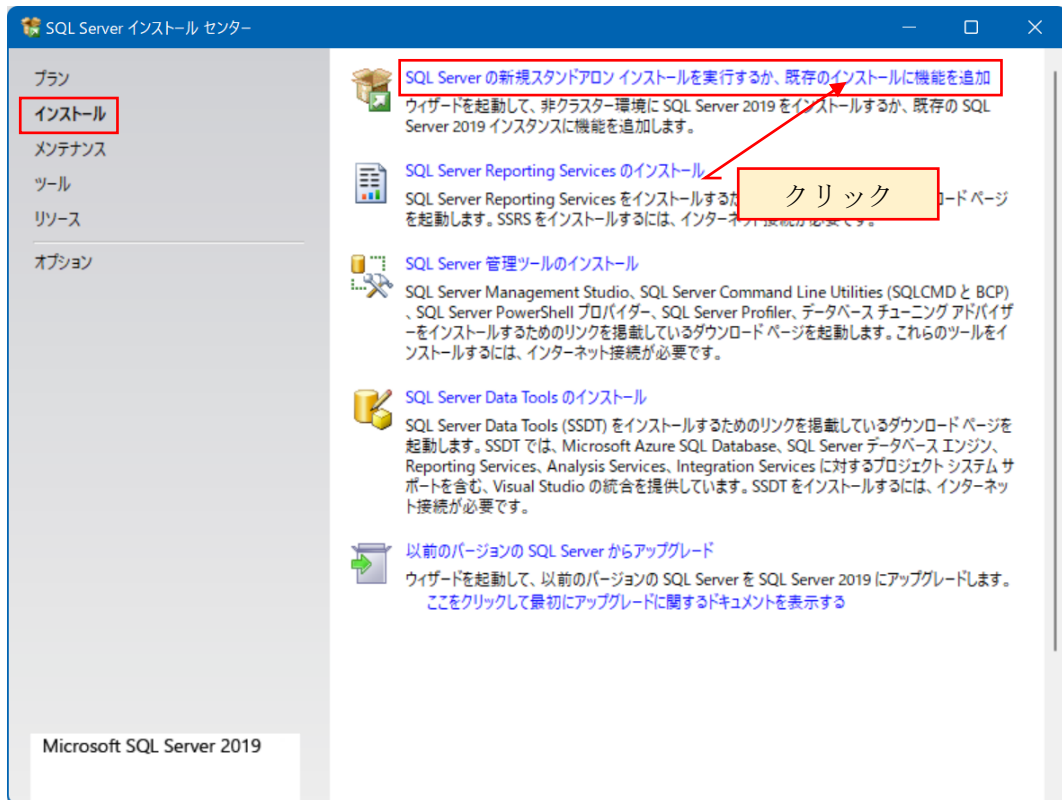 SQL Server インストール センター
プラン
インストール
メンテナンス
ツール
リソース
オプション
Microsoft SQL Server 2019
SQL Server の新規スタンドアロン インストールを実行するか、既存のインストールに機能を追加
ウィザードを起動して、非クラスター環境に SQL Server 2019 をインストールするか、既存の SQL
Server 2019 インスタンスに機能を追加します。
SQL Server Reporting Services のインストール
クリック
SQL Server Reporting Services をインストールするた ード ページ
を起動します。SSRS をインストールするには、インターネット接続が必要です。
SQL Server 管理ツールのインストール
SQL Server Management Studio、SQL Server Command Line Utilities (SQLCMD と BCP)
、SQL Server PowerShell プロバイダー、SQL Server Profiler、データベース チューニング アドバイザ
ーをインストールするためのリンクを掲載しているダウンロード ページを起動します。これらのツールをイ
ンストールするには、インターネット接続が必要です。
SQL Server Data Tools のインストール
SQL Server Data Tools (SSDT) をインストールするためのリンクを掲載しているダウンロード ページを
起動します。SSDT では、Microsoft Azure SQL Database、SQL Server データベース エンジン、
Reporting Services、Analysis Services、Integration Services に対するプロジェクト システム サ
ポートを含む、Visual Studio の統合を提供しています。SSDT をインストールするには、インターネッ
ト接続が必要です。
以前のバージョンの SQL Server からアップグレード
ウィザードを起動して、以前のバージョンの SQL Server を SQL Server 2019 にアップグレードします。
ここをクリックして最初にアップグレードに関するドキュメントを表示する